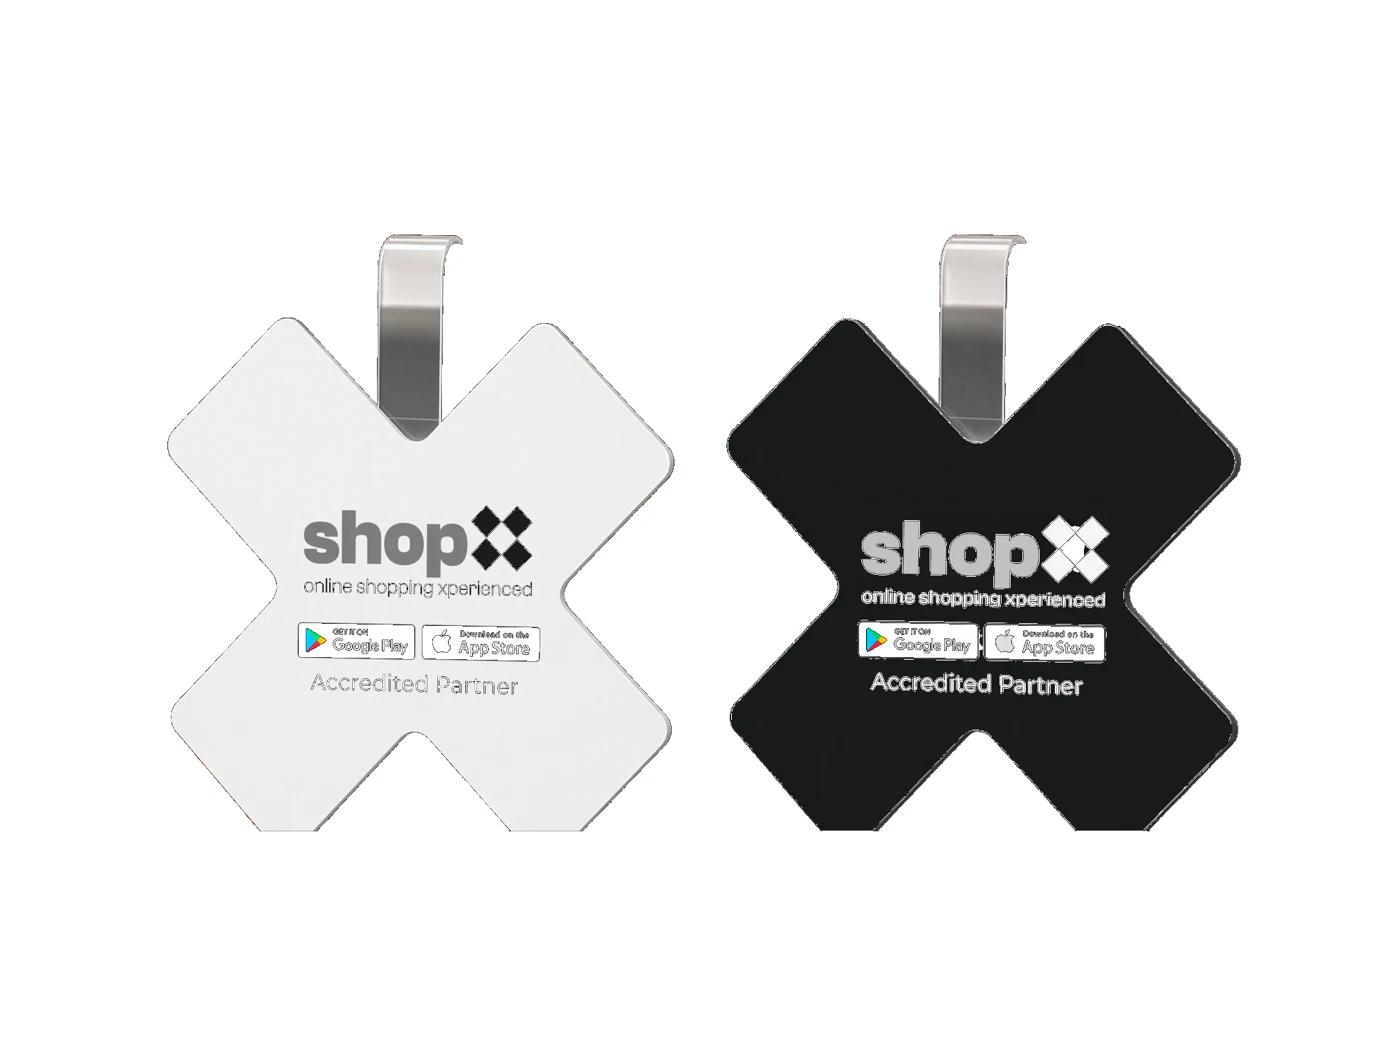 shop
online shopping xperienced
GET IT ON
Google Play
Download on the
App Store
Accredited Partner
shop
online shopping xperienced
GET IT ON
Google Play
Download on the
App Store
Accredited Partner